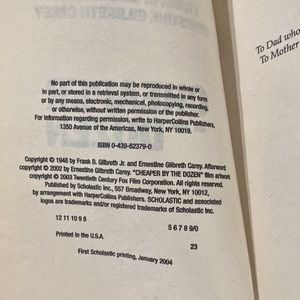 ERNESTINE GILBRETH CAREY
No part of this publication may be reproduced in whole or
in part, or stored in a retrieval system, or transmitted in any form
or by any means, electronic, mechanical, photocopying, recording,
or otherwise, without written permission of the publisher.
For information regarding permission, write to HarperCollins Publishers,
1350 Avenue of the Americas, New York, NY 10019.
ISBN 0-439-62379-0
Copyright © 1948 by Frank B. Gilbreth Jr. and Ernestine Gilbreth Carey. Afterword
copyright © 2002 by Ernestine Gilbreth Carey. "CHEAPER BY THE DOZEN" film artwork
copyright © 2003 Twentieth Century Fox Film Corporation. All rights reserved.
Published by Scholastic Inc., 557 Broadway, New York, NY 10012,
by arrangement with HarperCollins Publishers. SCHOLASTIC and associated
logos are trademarks and/or registered trademarks of Scholastic Inc.
12 11 10 9 8
5 6 7 8 9/0
Printed in the U.S.A.
23
First Scholastic printing, January 2004
To Dad who
To Mother